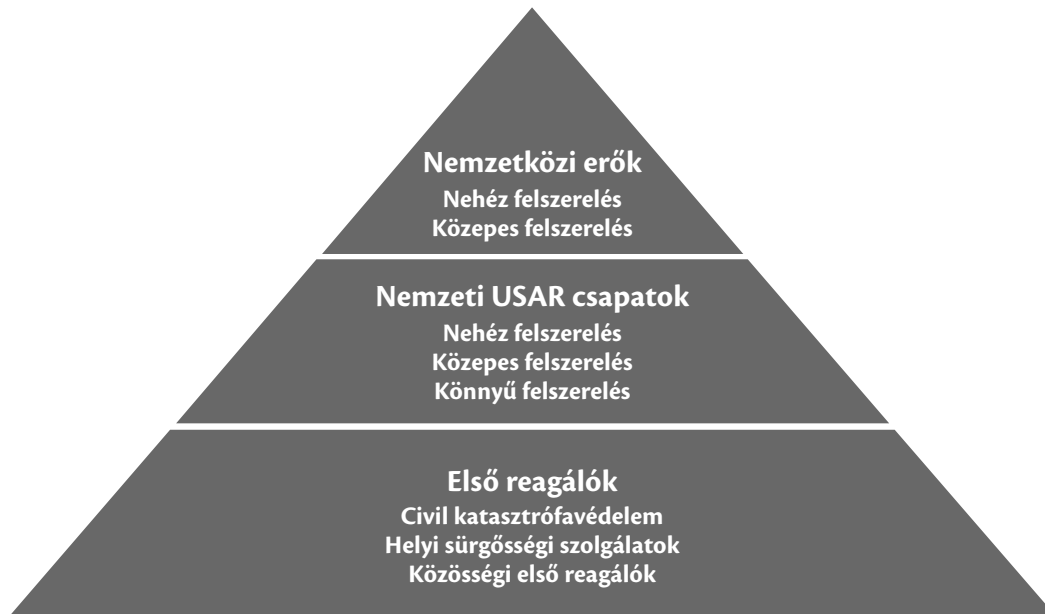 Nemzetközi erők
Nehéz felszerelés
Közepes felszerelés
Nemzeti USAR csapatok
Nehéz felszerelés
Közepes felszerelés
Könnyű felszerelés
Első reagálók
Civil katasztrófavédelem
Helyi sürgősségi szolgálatok
Közösségi első reagálók